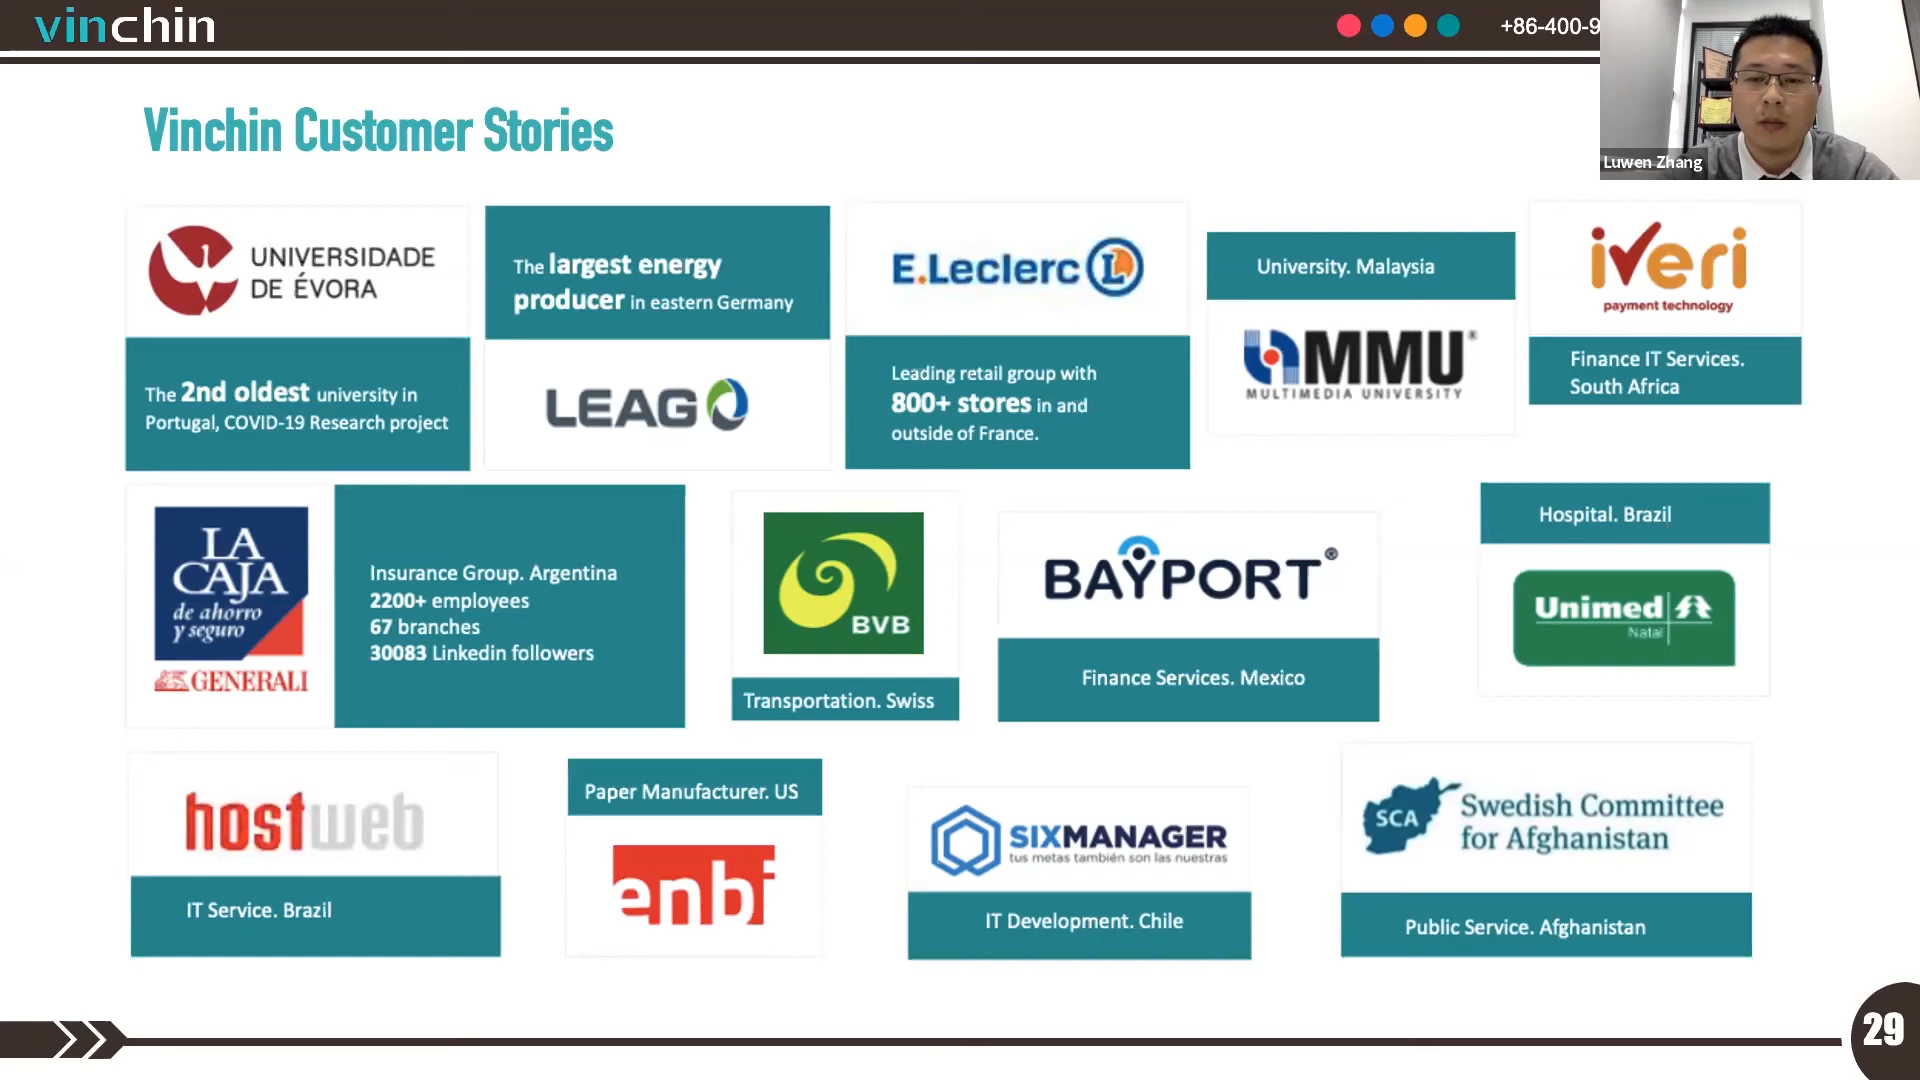 vinchin
+86-400-9
Luwen Zhang
Vinchin Customer Stories
UNIVERSIDADE
DE ÉVORA
The 2nd oldest university in
Portugal, COVID-19 Research project
The largest energy
producer in eastern Germany
LEAG
E.Leclerc L
Leading retail group with
800+ stores in and
outside of France.
University. Malaysia
MMU®
MULTIMEDIA UNIVERSITY
iveri
payment technology
Finance IT Services.
South Africa
LA
CAJA
de ahorro
y seguro
GENERALI
Insurance Group. Argentina
2200+ employees
67 branches
30083 Linkedin followers
BVB
Transportation. Swiss
BAYPORT®
Finance Services. Mexico
Hospital. Brazil
Unimed
Natal
hostweb
IT Service. Brazil
Paper Manufacturer. US
enbi
SIXMANAGER
tus metas también son las nuestras
IT Development. Chile
SCA
Swedish Committee
for Afghanistan
Public Service. Afghanistan
29